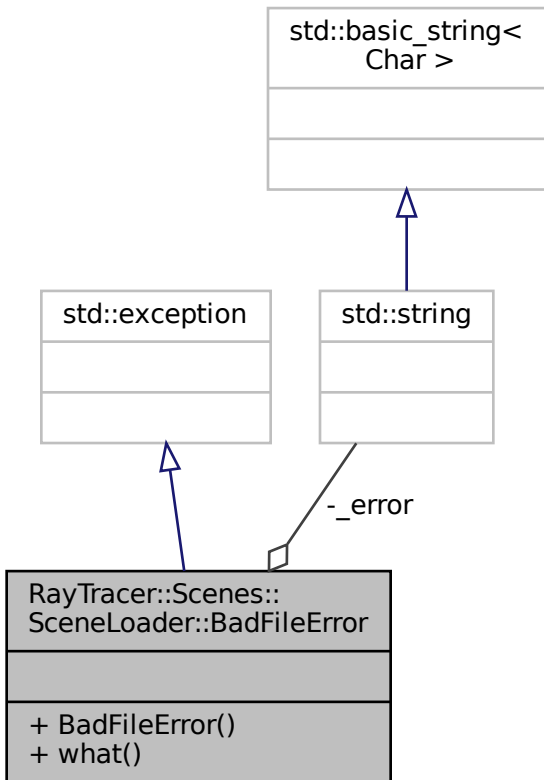 std::basic_string<
Char >
std::exception
std::string
-_error
RayTracer::Scenes::
SceneLoader::BadFileError
+ BadFileError()
+ what()